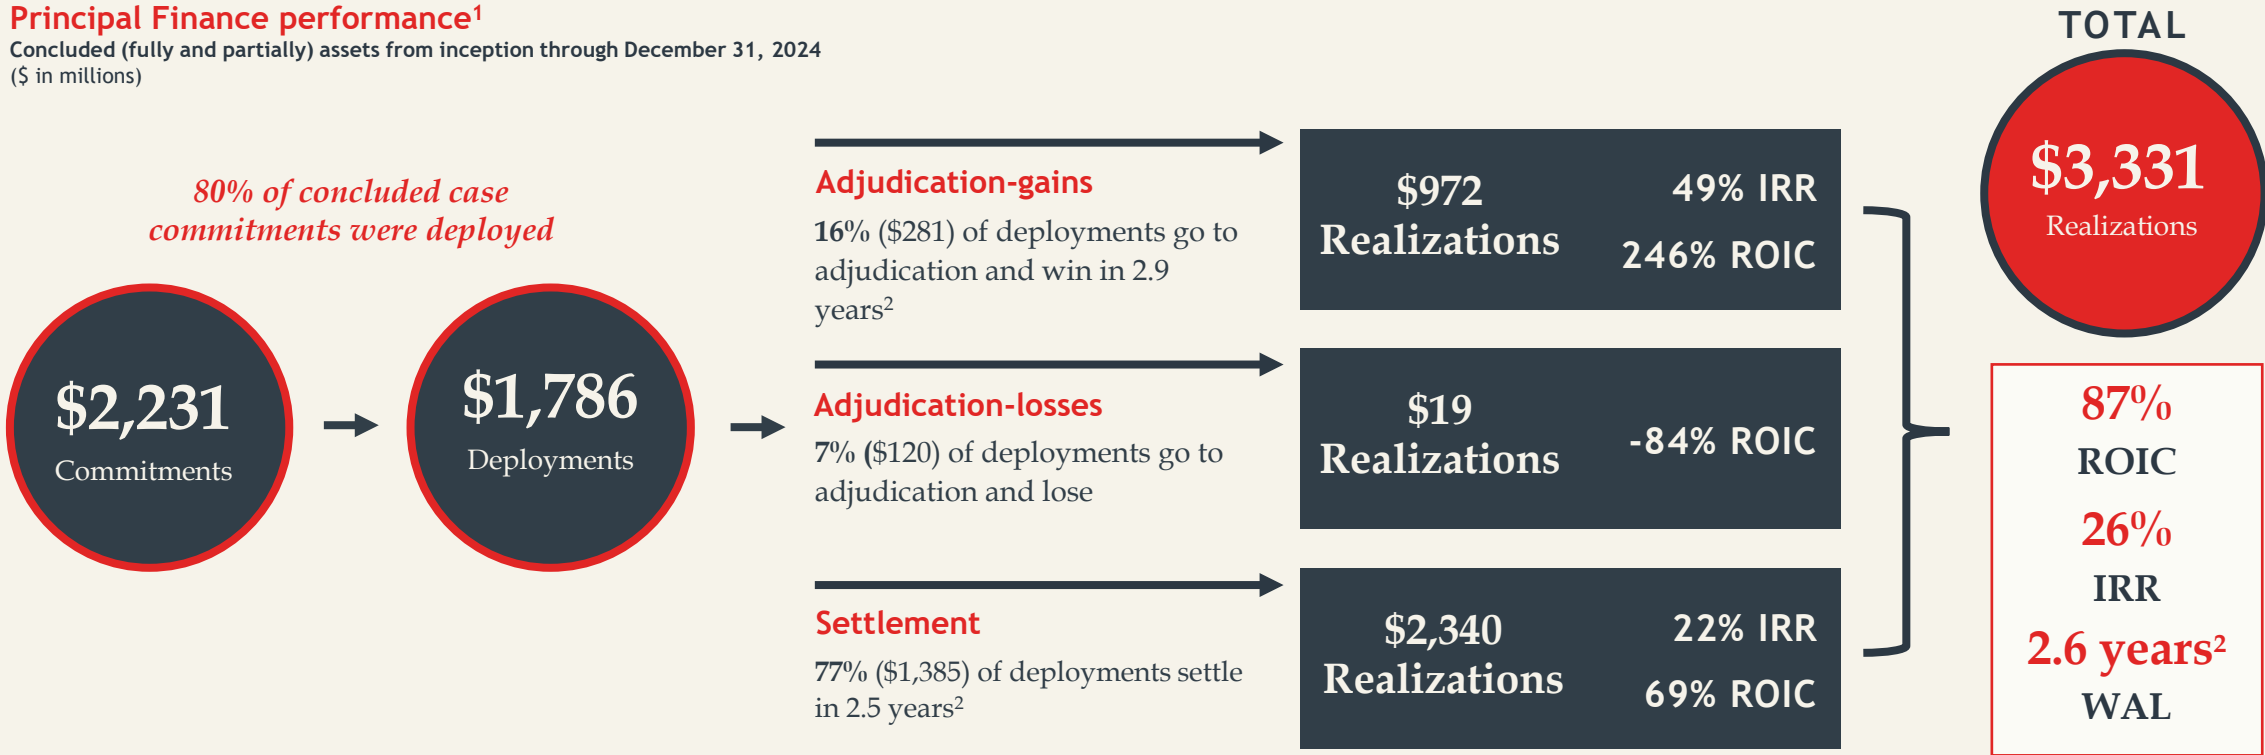 Principal Finance performance¹
Concluded (fully and partially) assets from inception through December 31, 2024
($ in millions)
80% of concluded case
commitments were deployed
$2,231
Commitments
$1,786
Deployments
Adjudication-gains
16% ($281) of deployments go to
adjudication and win in 2.9
years²
$972
Realizations
49% IRR
246% ROIC
Adjudication-losses
7% ($120) of deployments go to
adjudication and lose
$19
Realizations
-84% ROIC
Settlement
77% ($1,385) of deployments settle
in 2.5 years²
$2,340
Realizations
22% IRR
69% ROIC
TOTAL
$3,331
Realizations
87%
ROIC
26%
IRR
2.6 years²
WAL